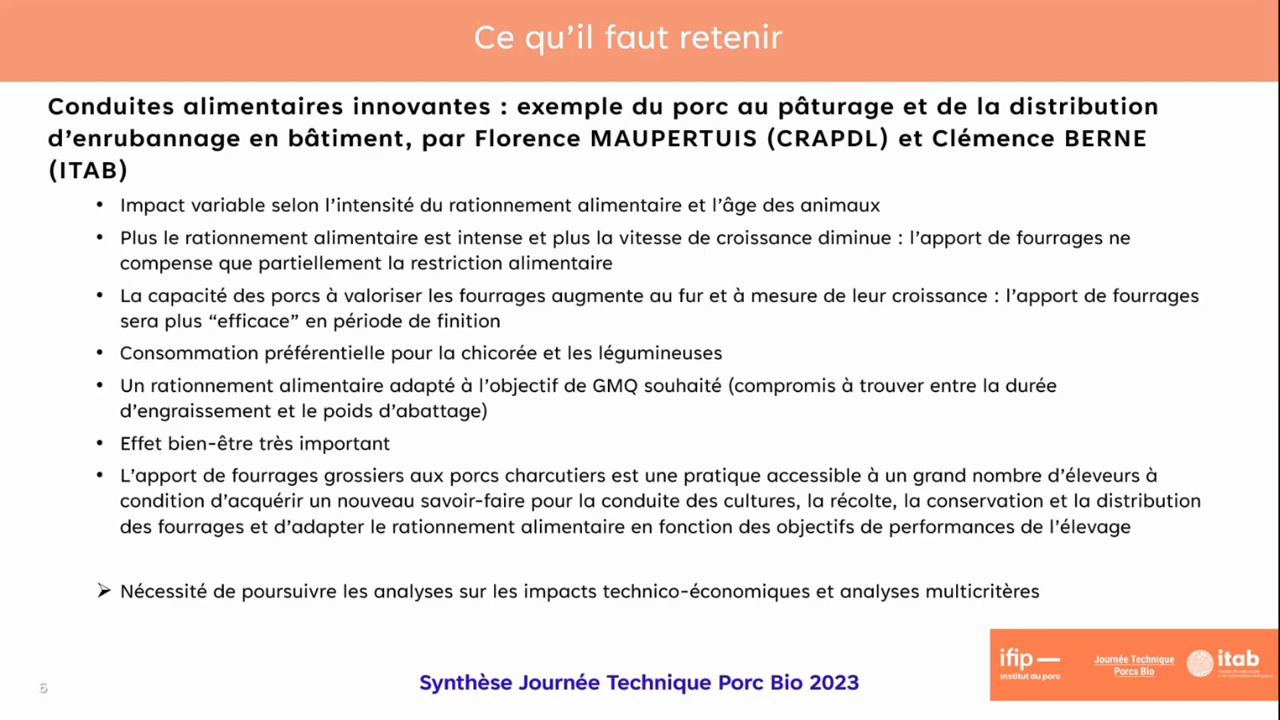 Ce qu'il faut retenir
Conduites alimentaires innovantes : exemple du porc au pâturage et de la distribution
d'enrubannage en bâtiment, par Florence MAUPERTUIS (CRAPDL) et Clémence BERNE
(ITAB)
• Impact variable selon l'intensité du rationnement alimentaire et l'âge des animaux
• Plus le rationnement alimentaire est intense et plus la vitesse de croissance diminue : l'apport de fourrages ne
compense que partiellement la restriction alimentaire
• La capacité des porcs à valoriser les fourrages augmente au fur et à mesure de leur croissance : l'apport de fourrages
sera plus “efficace” en période de finition
• Consommation préférentielle pour la chicorée et les légumineuses
• Un rationnement alimentaire adapté à l'objectif de GMQ souhaité (compromis à trouver entre la durée
d'engraissement et le poids d'abattage)
• Effet bien-être très important
• L'apport de fourrages grossiers aux porcs charcutiers est une pratique accessible à un grand nombre d'éleveurs à
condition d'acquérir un nouveau savoir-faire pour la conduite des cultures, la récolte, la conservation et la distribution
des fourrages et d'adapter le rationnement alimentaire en fonction des objectifs de performances de l'élevage
➢ Nécessité de poursuivre les analyses sur les impacts technico-économiques et analyses multicritères
6
Synthèse Journée Technique Porc Bio 2023
ifip
institut du porc
Journée Technique
Porcs Bio
itab